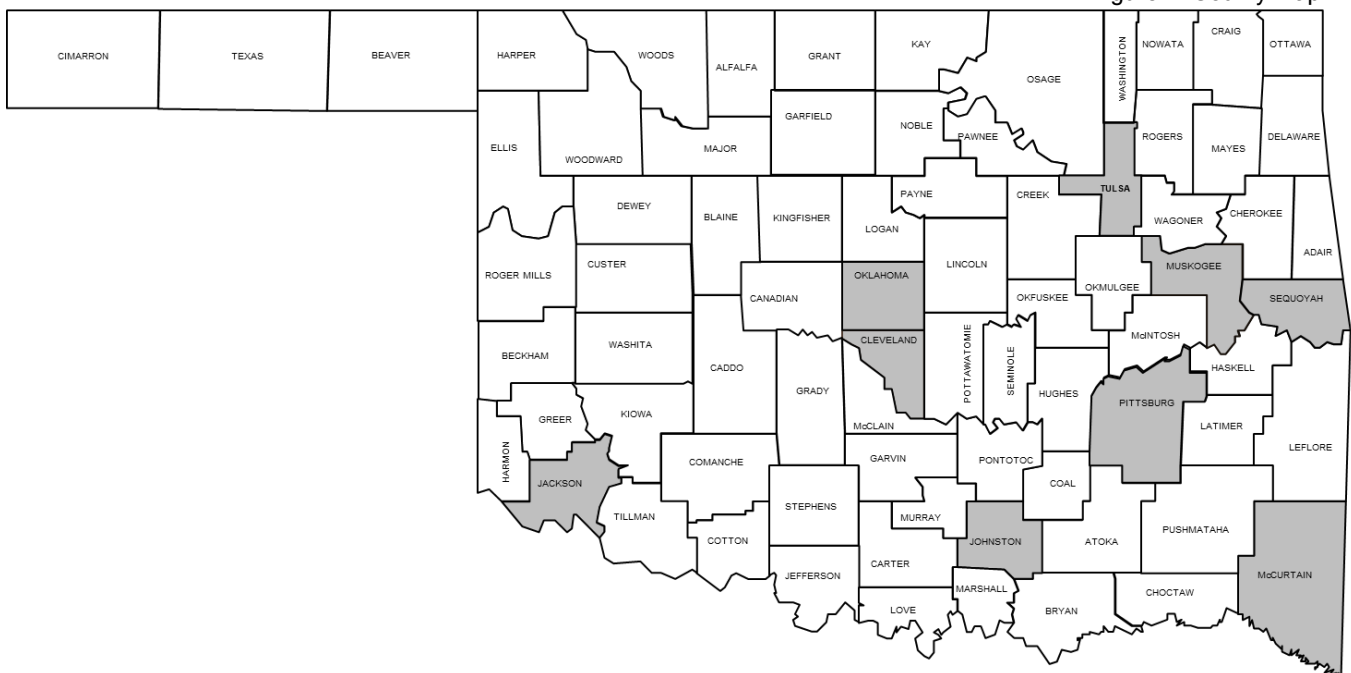 CIMARRON
TEXAS
BEAVER
HARPER
WOODS
ALFALFA
GRANT
KAY
OSAGE
WASHINGTON
NOWATA
CRAIG
OTTAWA
ELLIS
WOODWARD
MAJOR
GARFIELD
NOBLE
PAWNEE
ROGERS
MAYES
DELAWARE
DEWEY
BLAINE
KINGFISHER
LOGAN
PAYNE
CREEK
TULSA
WAGONER
CHEROKEE
ADAIR
ROGER MILLS
CUSTER
CANADIAN
OKLAHOMA
LINCOLN
OKFUSKEE
OKMULGEE
MUSKOGEE
SEQUOYAH
BECKHAM
WASHITA
CADDO
GRADY
CLEVELAND
POTTAWATOMIE
SEMINOLE
HUGHES
McINTOSH
HASKELL
PITTSBURG
LATIMER
LEFLORE
HARMON
GREER
KIOWA
McCLAIN
JACKSON
COMANCHE
GARVIN
PONTOTOC
COAL
TILLMAN
COTTON
STEPHENS
MURRAY
JOHNSTON
ATOKA
PUSHMATAHA
McCURTAIN
JEFFERSON
CARTER
LOVE
MARSHALL
BRYAN
CHOCTAW